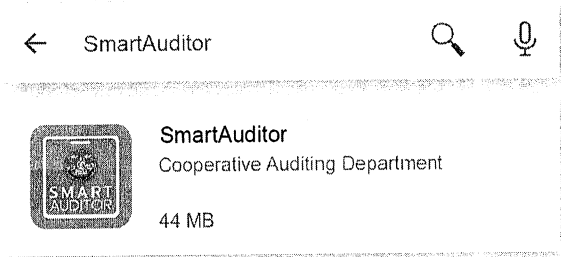 SmartAuditor
SmartAuditor
Cooperative Auditing Department
SMART
AUDITOR
44 MB